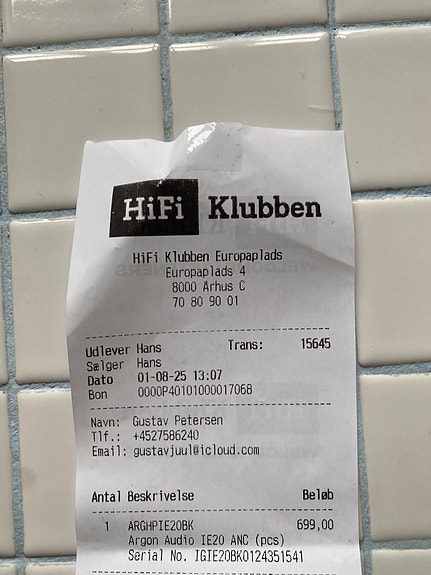 HiFi Klubben
HiFi Klubben Europaplads
Europaplads 4
8000 Århus C
70 80 90 01
Udlever Hans Trans: 15645
Sælger Hans
Dato 01-08-25 13:07
Bon 0000P40101000017068
Navn: Gustav Petersen
Tlf.: +4527586240
Email: gustavjuul@icloud.com
Antal Beskrivelse Beløb
1 ARGHPIE20BK 699,00
Argon Audio IE20 ANC (pcs)
Serial No. IGIE20BK0124351541